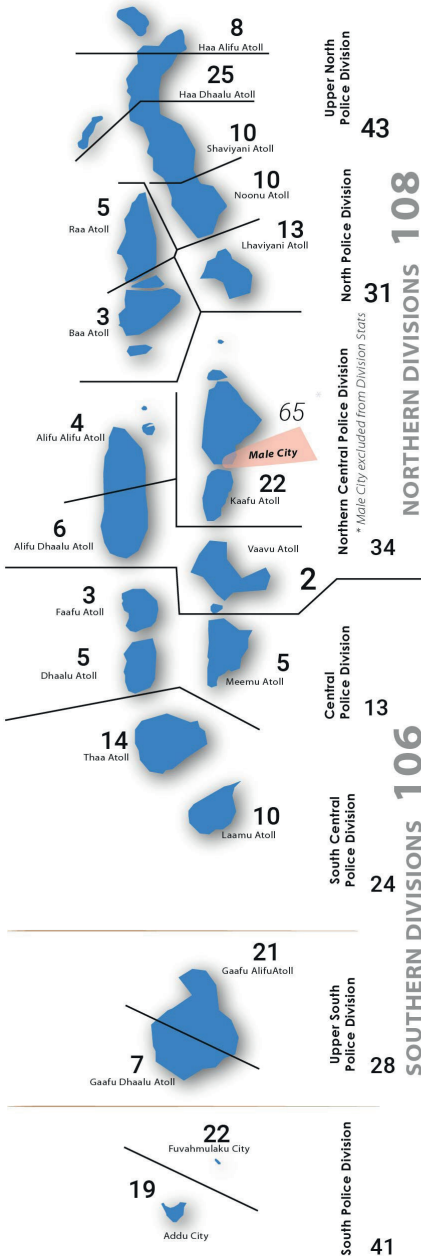 8
Haa Alifu Atoll
25
Haa Dhaalu Atoll
10
Shaviyani Atoll
10
Noonu Atoll
5
Raa Atoll
13
Lhaviyani Atoll
3
Baa Atoll
4
Alifu Alifu Atoll
65
Male City
22
Kaafu Atoll
6
Alifu Dhaalu Atoll
Vaavu Atoll
2
3
Faafu Atoll
5
Dhaalu Atoll
5
Meemu Atoll
14
Thaa Atoll
10
Laamu Atoll
21
Gaafu AlifuAtoll
7
Gaafu Dhaalu Atoll
22
Fuvahmulaku City
19
Addu City
Upper North
Police Division
43
North Police Division
31
Northern Central Police Division
* Male City excluded from Division Stats
34
NORTHERN DIVISIONS 108
Central
Police Division
13
South Central
Police Division
24
Upper South
Police Division
28
South Police Division
41
SOUTHERN DIVISIONS 106